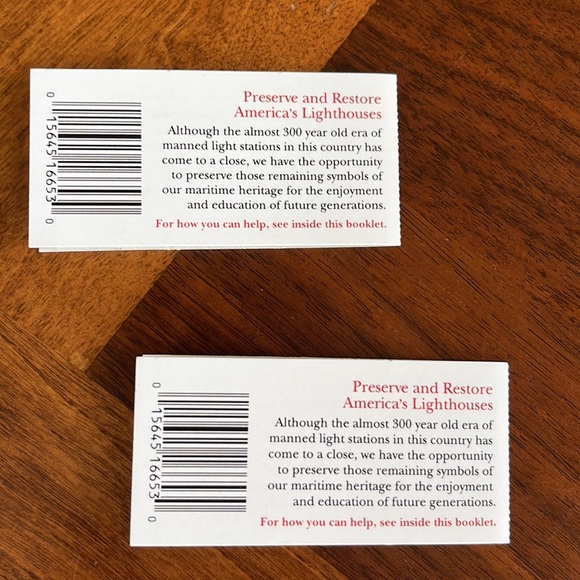 0 15645 16653 0
Preserve and Restore
America's Lighthouses
Although the almost 300 year old era of
manned light stations in this country has
come to a close, we have the opportunity
to preserve those remaining symbols of
our maritime heritage for the enjoyment
and education of future generations.
For how you can help, see inside this booklet.
0 15645 16653 0
Preserve and Restore
America's Lighthouses
Although the almost 300 year old era of
manned light stations in this country has
come to a close, we have the opportunity
to preserve those remaining symbols of
our maritime heritage for the enjoyment
and education of future generations.
For how you can help, see inside this booklet.